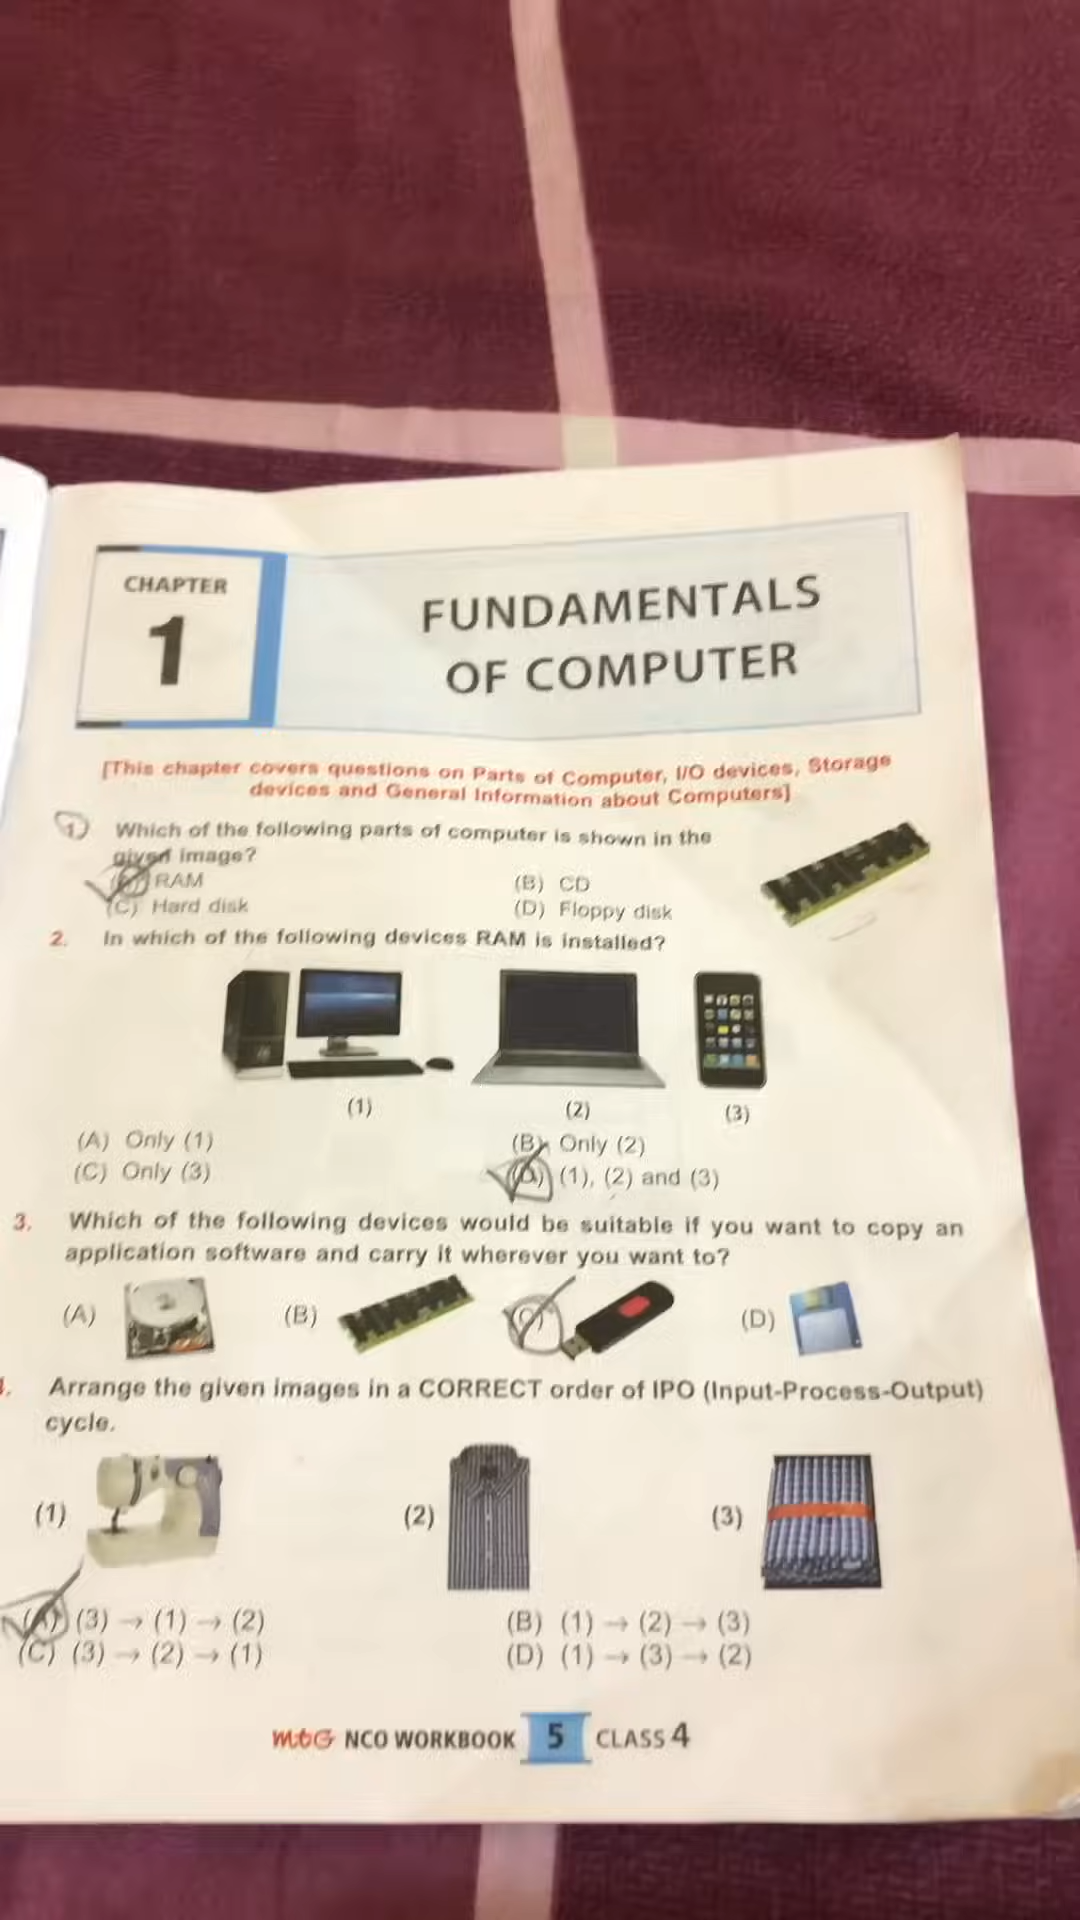 CHAPTER
1
FUNDAMENTALS
OF COMPUTER
[This chapter covers questions on Parts of Computer, I/O devices, Storage
devices and General Information about Computers]
1. Which of the following parts of computer is shown in the
given image?
(A) RAM (B) CD
(C) Hard disk (D) Floppy disk
2. In which of the following devices RAM is installed?
(1) (2) (3)
(A) Only (1) (B) Only (2)
(C) Only (3) (D) (1), (2) and (3)
3. Which of the following devices would be suitable if you want to copy an
application software and carry it wherever you want to?
(A) (B) (C) (D)
Arrange the given images in a CORRECT order of IPO (Input-Process-Output)
cycle.
(1) (2) (3)
(A) (3) → (1) → (2) (B) (1) → (2) → (3)
(C) (3) → (2) → (1) (D) (1) → (3) → (2)
mtG NCO WORKBOOK 5 CLASS 4